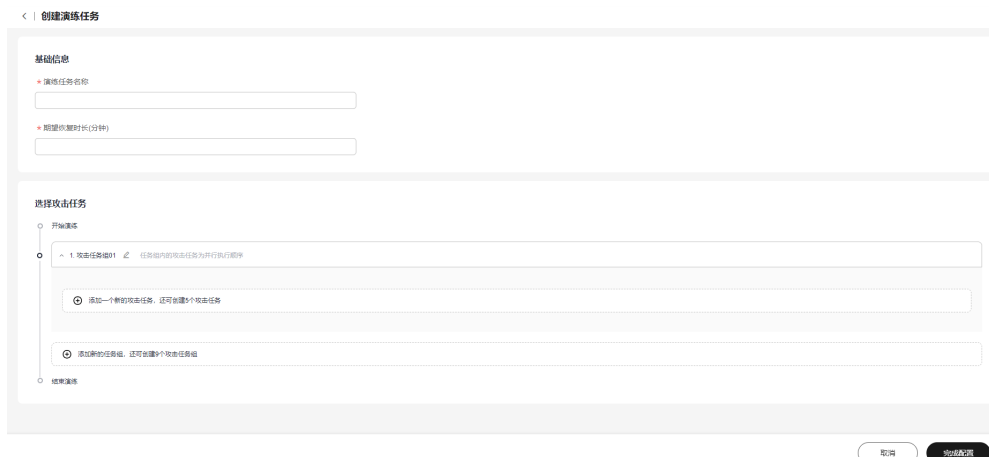 创建演练任务
基础信息
* 演练任务名称
* 期望恢复时长(分钟)
选择攻击任务
开始演练
1. 攻击任务组01 任务组内的攻击任务为并行执行顺序
添加一个新的攻击任务，还可创建5个攻击任务
添加新的任务组，还可创建9个攻击任务组
结束演练
取消 完成配置